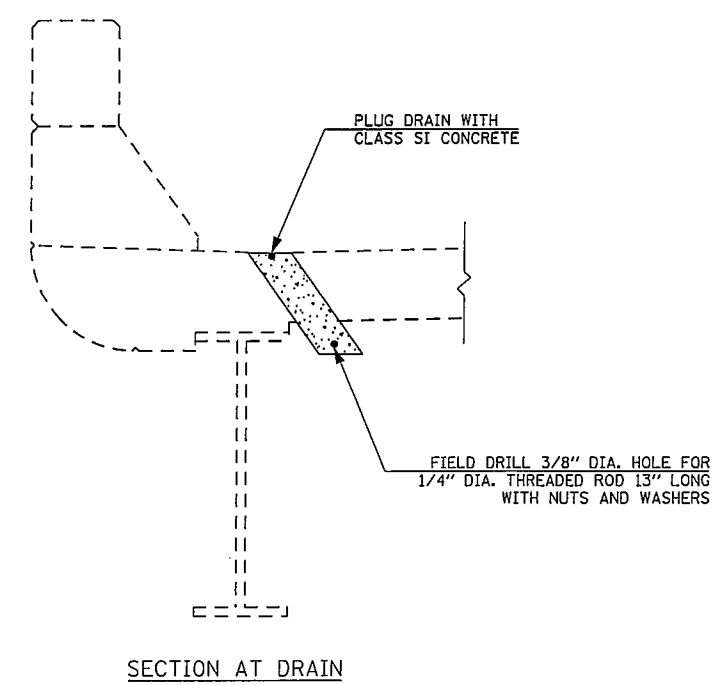 PLUG DRAIN WITH
CLASS SI CONCRETE
FIELD DRILL 3/8" DIA. HOLE FOR
1/4" DIA. THREADED ROD 13" LONG
WITH NUTS AND WASHERS
SECTION AT DRAIN